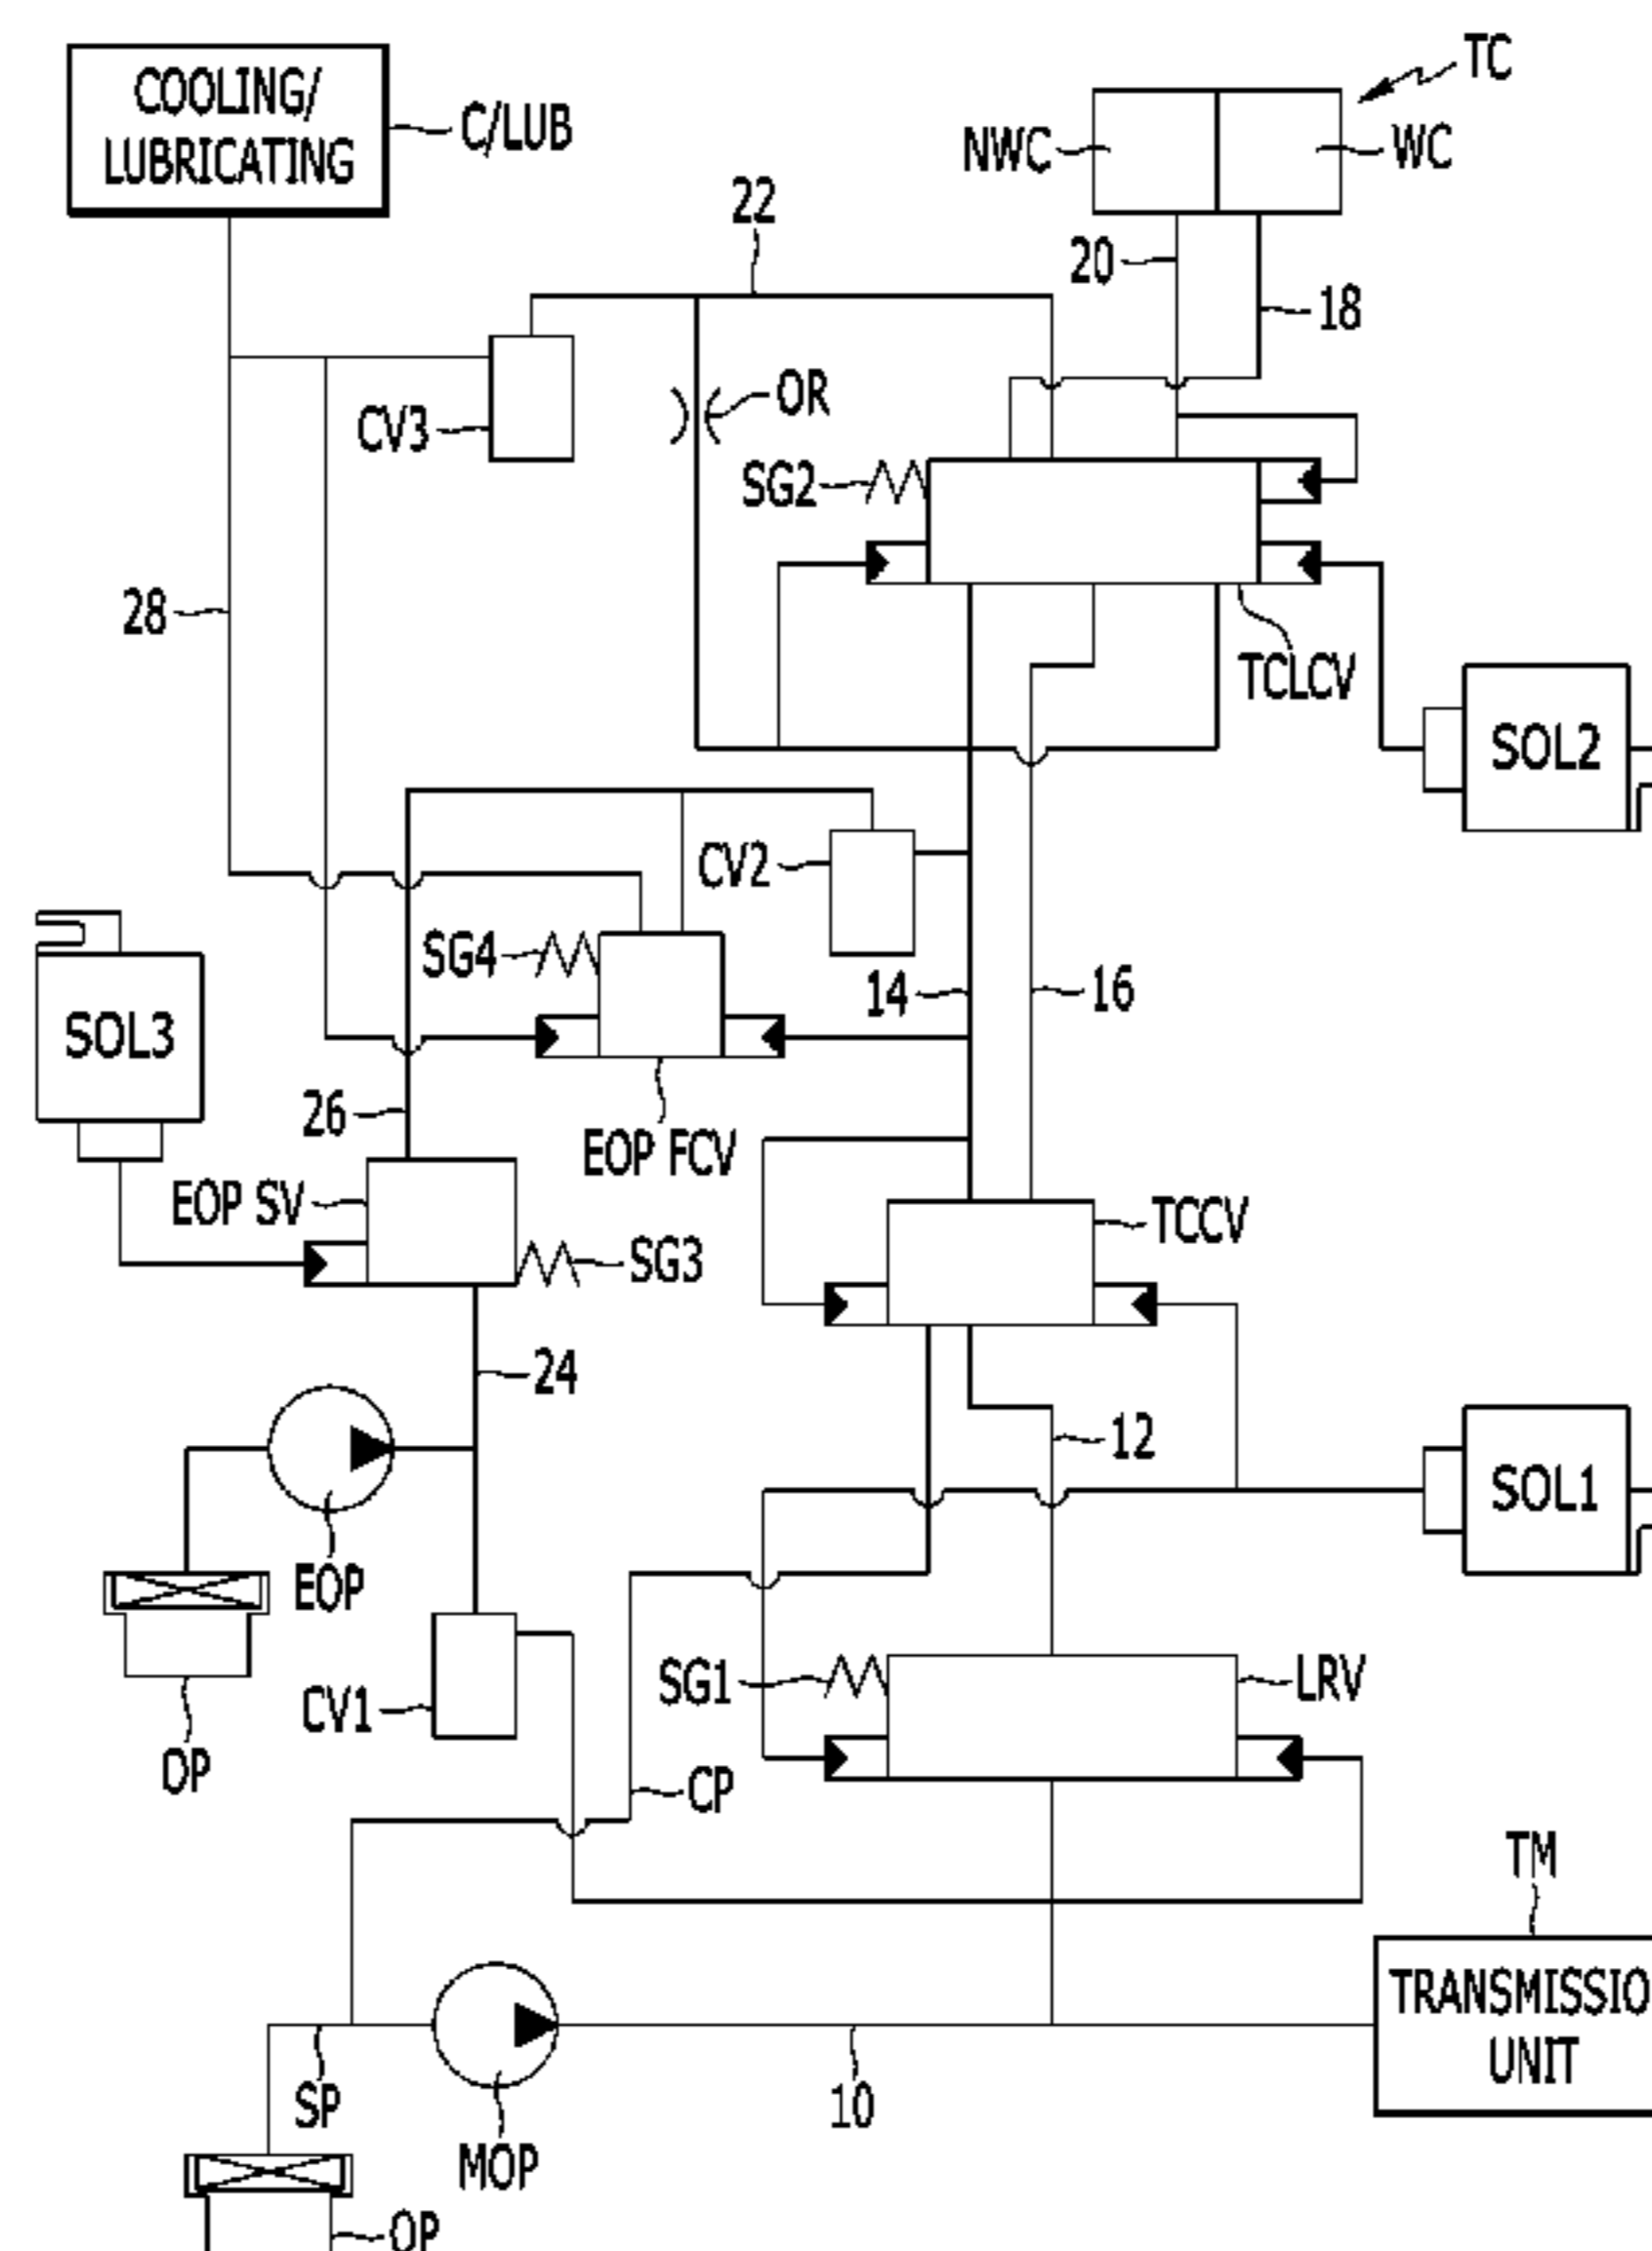 TC
COOLING/
LUBRICATING
C/LUB
NWC
WC
22
20
18
OR
CV3
SG2
28
TCLCV
SOL2
CV2
SG4
14
16
SOL3
26
EOP FCV
EOP SV
TCCV
SG3
24
12
SOL1
EOP
SG1
LRV
CV1
OP
CP
TM
TRANSMISSIO
UNIT
SP
10
MOP
OP